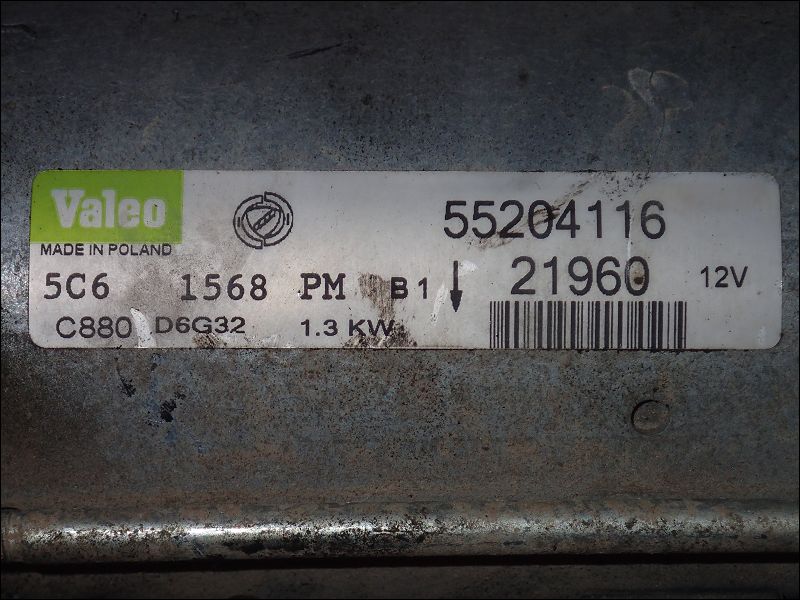 Valeo
MADE IN POLAND
55204116
5C6 1568 PM B1 21960 12V
C880 D6G32 1.3 KW